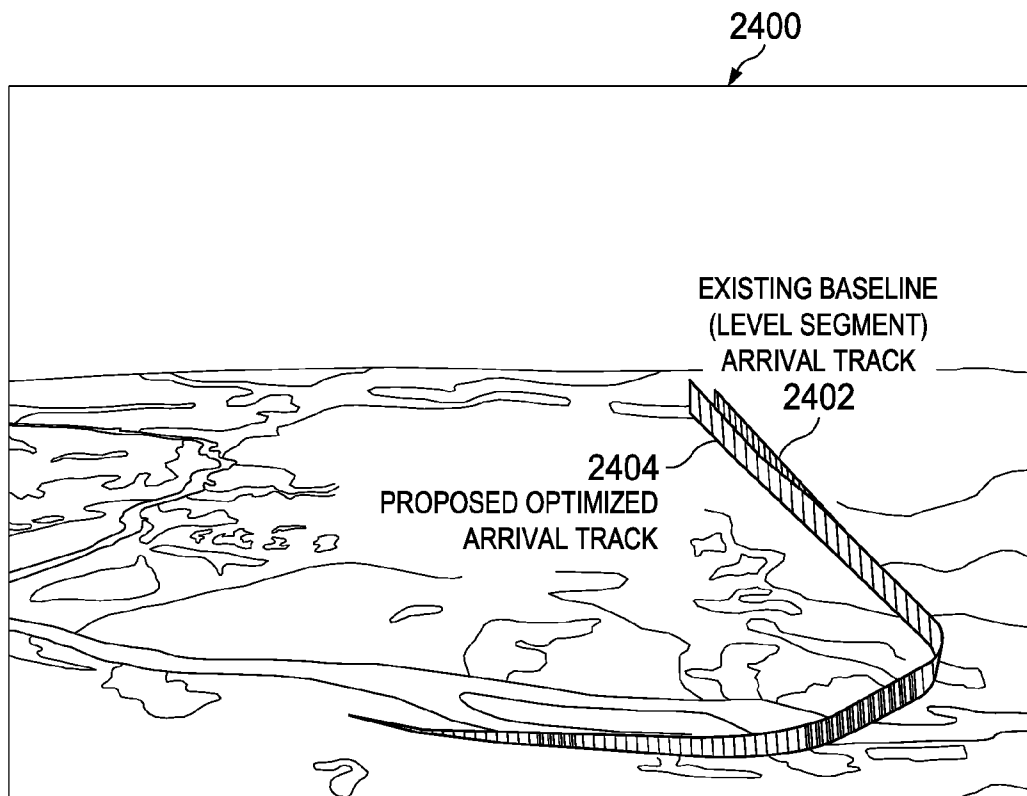 2400
EXISTING BASELINE
(LEVEL SEGMENT)
ARRIVAL TRACK
2402
2404
PROPOSED OPTIMIZED
ARRIVAL TRACK